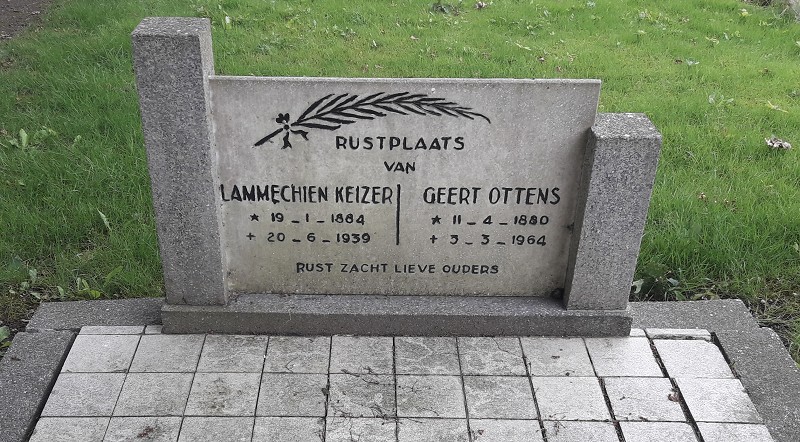 RUSTPLAATS
VAN
LAMMECHIEN KEIZER
* 19-1-1884
+ 20-6-1939
GEERT OTTENS
* 11-4-1880
+ 3-3-1964
RUST ZACHT LIEVE OUDERS